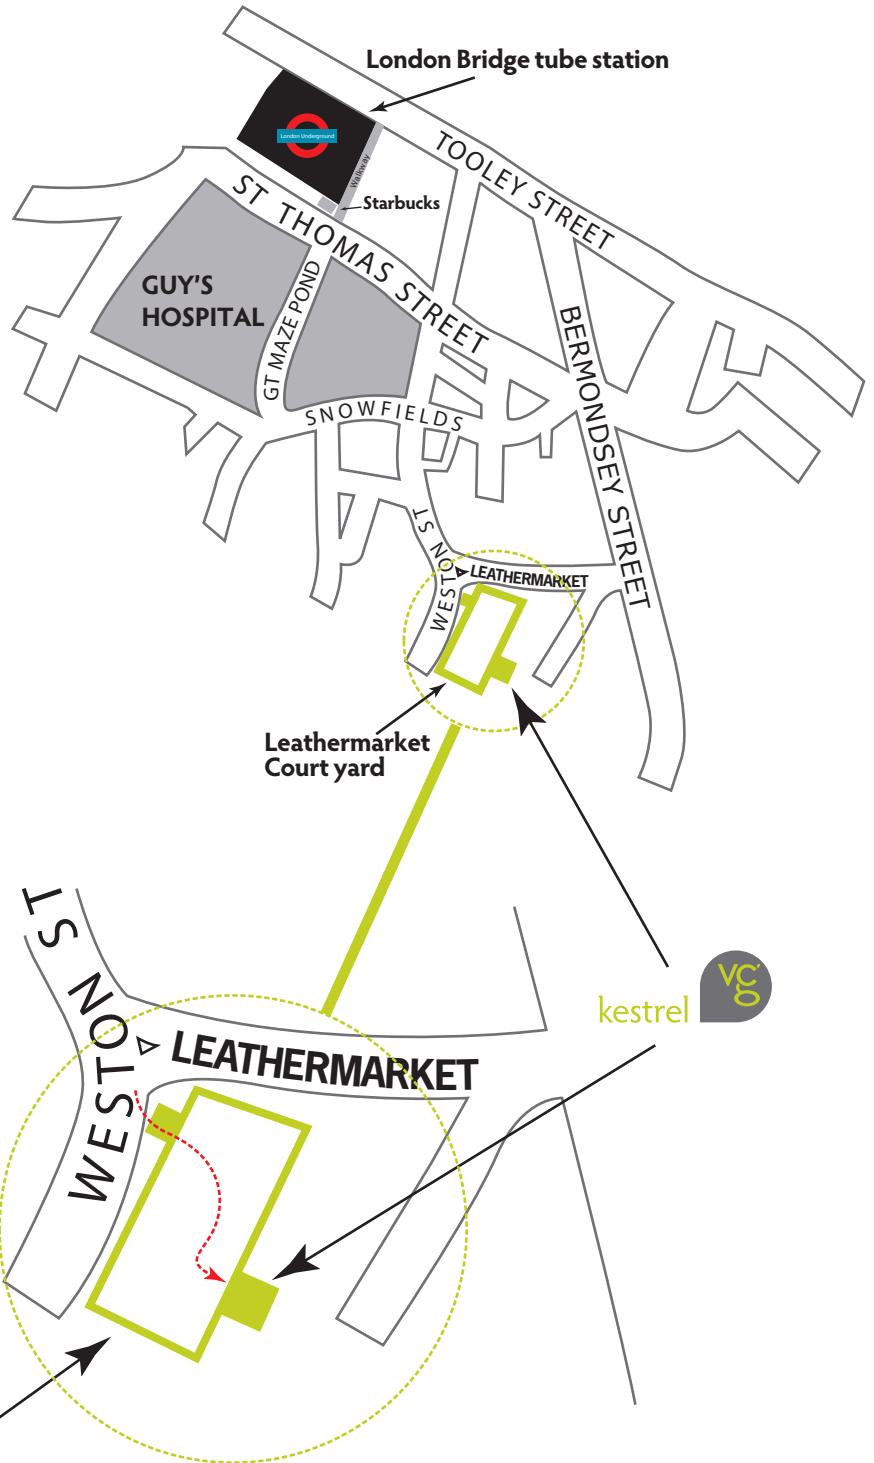 London Bridge tube station
London Underground
TOOLEY STREET
Walkway
Starbucks
ST THOMAS STREET
GUY'S
HOSPITAL
GT MAZE POND
BERMONDSEY STREET
SNOWFIELDS
WESTON ST
LEATHERMARKET
Leathermarket
Court yard
WESTON ST
LEATHERMARKET
kestrel
vcg